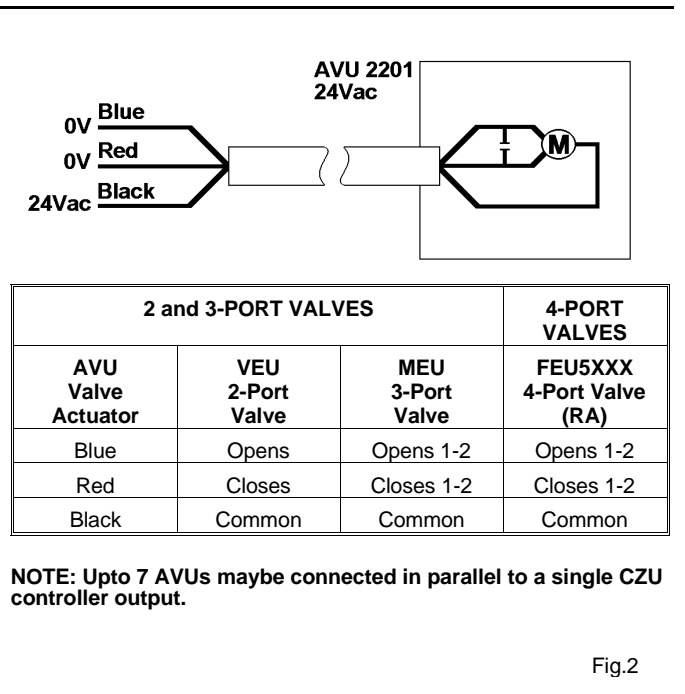 AVU 2201
24Vac
Blue
0V
Red
0V
Black
24Vac
M
2 and 3-PORT VALVES
4-PORT
VALVES
AVU
Valve
Actuator
VEU
2-Port
Valve
MEU
3-Port
Valve
FEU5XXX
4-Port Valve
(RA)
Blue Opens Opens 1-2 Opens 1-2
Red Closes Closes 1-2 Closes 1-2
Black Common Common Common
NOTE: Upto 7 AVUs maybe connected in parallel to a single CZU
controller output.
Fig.2